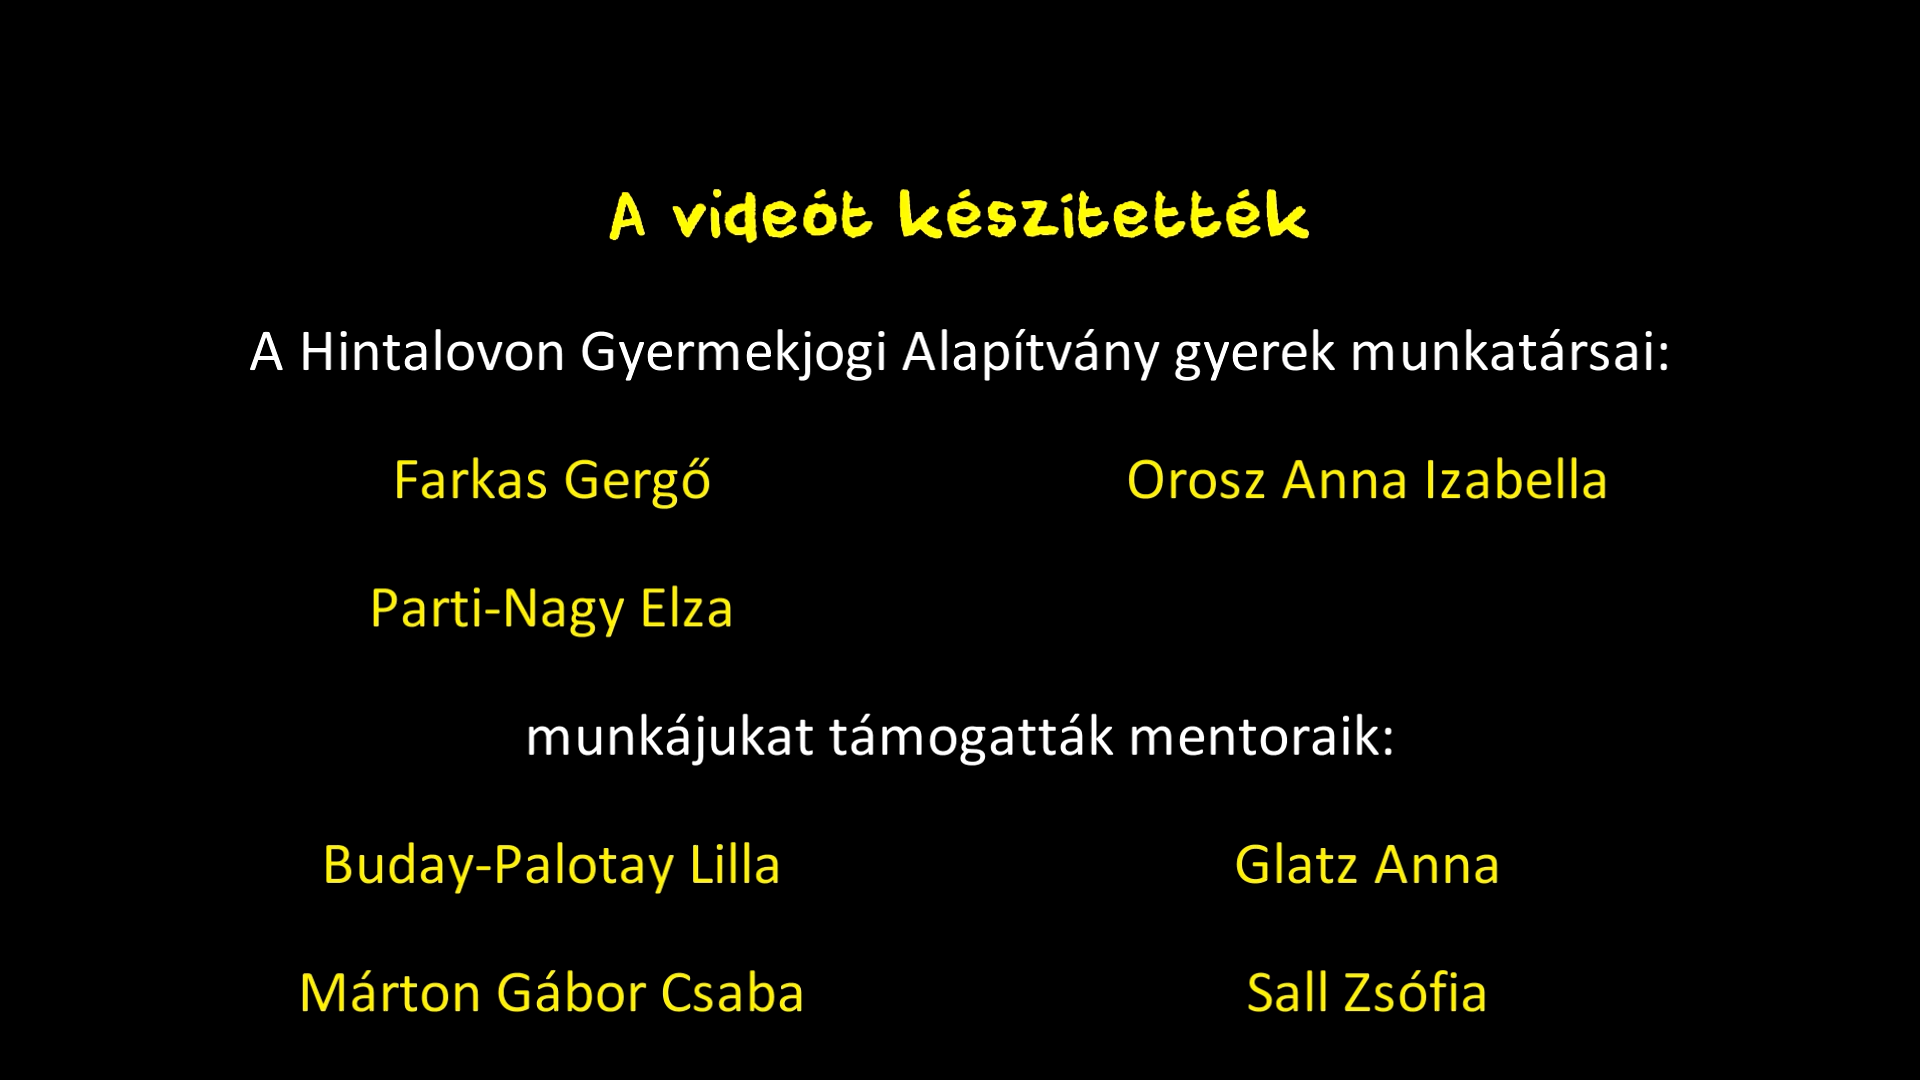 A videót készítették
A Hintalovon Gyermekjogi Alapítvány gyerek munkatársai:
Farkas Gergő Orosz Anna Izabella
Parti-Nagy Elza
munkájukat támogatták mentoraik:
Buday-Palotay Lilla Glatz Anna
Márton Gábor Csaba Sall Zsófia